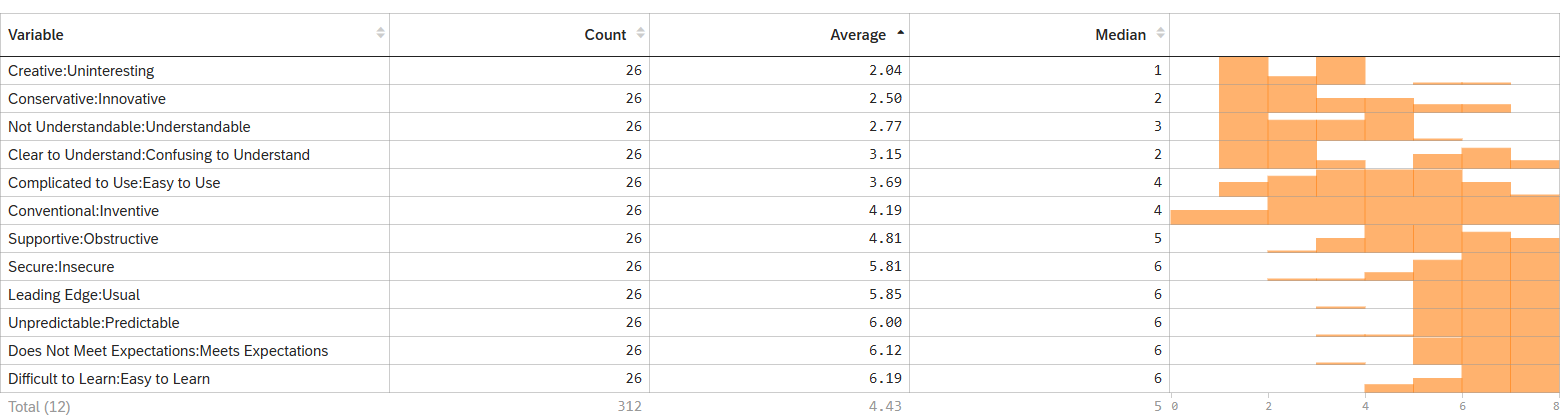 Variable Count Average Median
Creative:Uninteresting 26 2.04 1
Conservative:Innovative 26 2.50 2
Not Understandable:Understandable 26 2.77 3
Clear to Understand:Confusing to Understand 26 3.15 2
Complicated to Use:Easy to Use 26 3.69 4
Conventional:Inventive 26 4.19 4
Supportive:Obstructive 26 4.81 5
Secure:Insecure 26 5.81 6
Leading Edge:Usual 26 5.85 6
Unpredictable:Predictable 26 6.00 6
Does Not Meet Expectations:Meets Expectations 26 6.12 6
Difficult to Learn:Easy to Learn 26 6.19 6
Total (12) 312 4.43 5 0 2 4 6 8